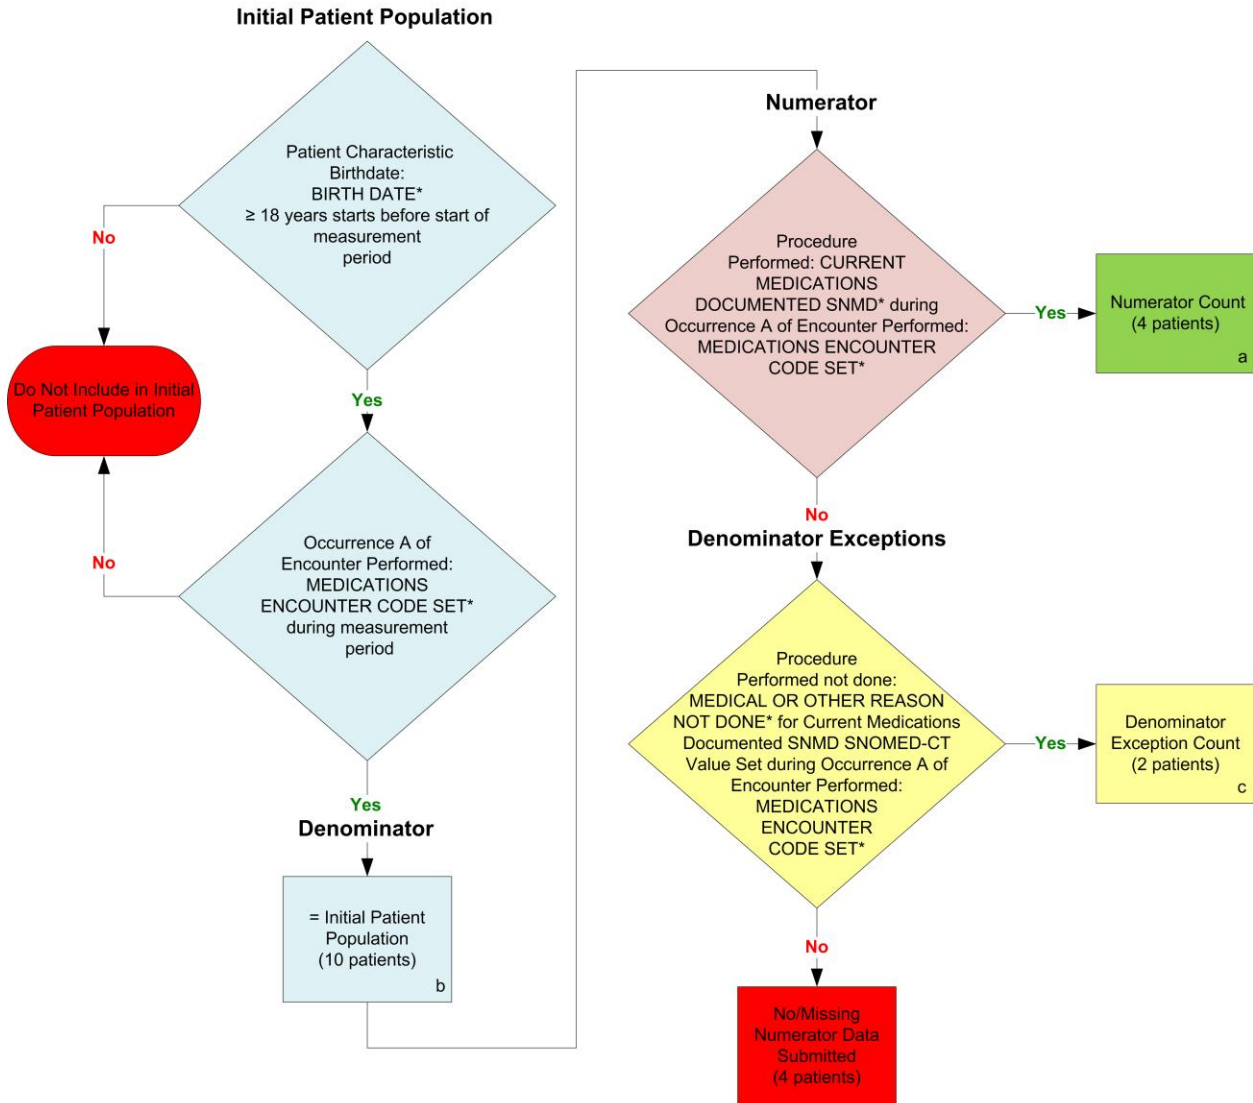 Initial Patient Population
Patient Characteristic
Birthdate:
BIRTH DATE*
≥ 18 years starts before start of
measurement
period
No
Do Not Include in Initial
Patient Population
Yes
No
Occurrence A of
Encounter Performed:
MEDICATIONS
ENCOUNTER CODE SET*
during measurement
period
Yes
Denominator
= Initial Patient
Population
(10 patients)
b
Numerator
Procedure
Performed: CURRENT
MEDICATIONS
DOCUMENTED SNMD* during
Occurrence A of Encounter Performed:
MEDICATIONS ENCOUNTER
CODE SET*
Yes
Numerator Count
(4 patients)
a
No
Denominator Exceptions
Procedure
Performed not done:
MEDICAL OR OTHER REASON
NOT DONE* for Current Medications
Documented SNMD SNOMED-CT
Value Set during Occurrence A of
Encounter Performed:
MEDICATIONS
ENCOUNTER
CODE SET*
Yes
Denominator
Exception Count
(2 patients)
c
No
No/Missing
Numerator Data
Submitted
(4 patients)